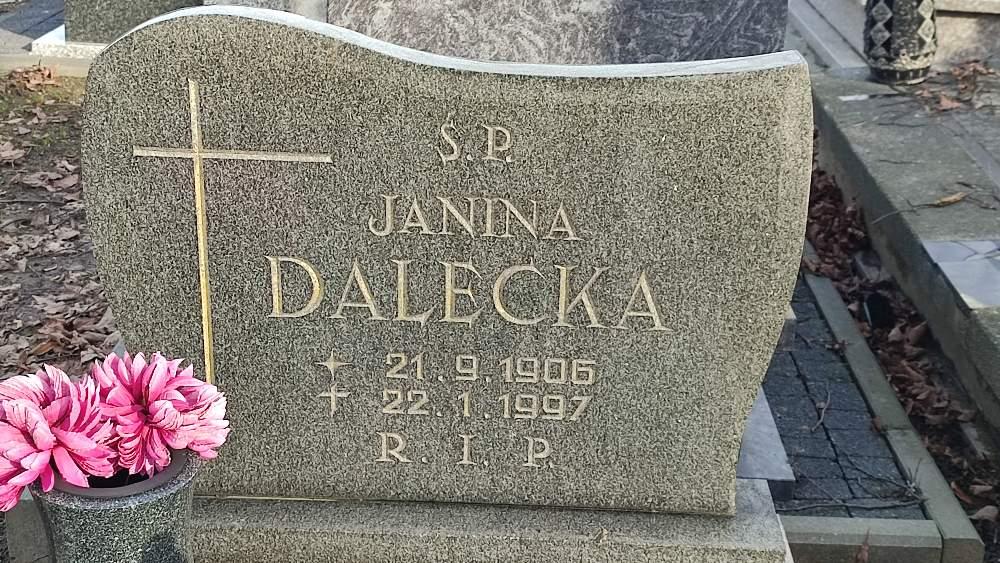 Ś. P.
JANINA
DALECKA
21. 9. 1906
22. 1. 1997
R. I. P.